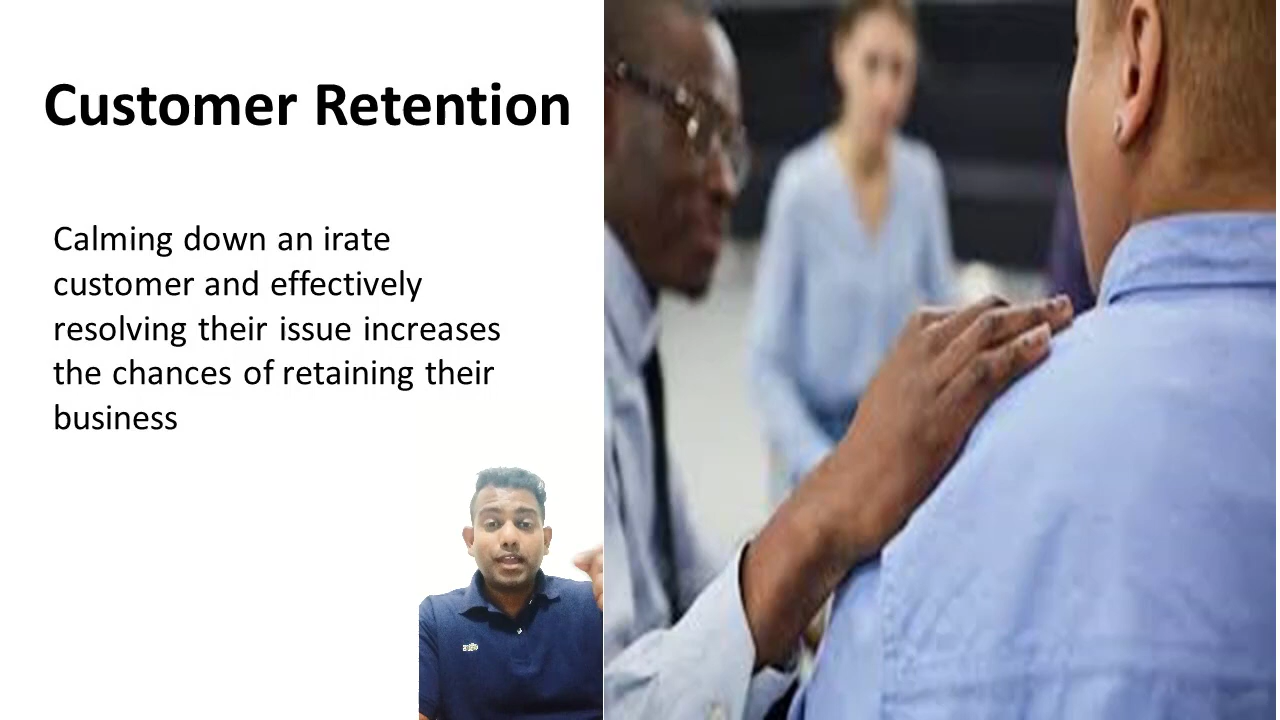 Customer Retention
Calming down an irate
customer and effectively
resolving their issue increases
the chances of retaining their
business